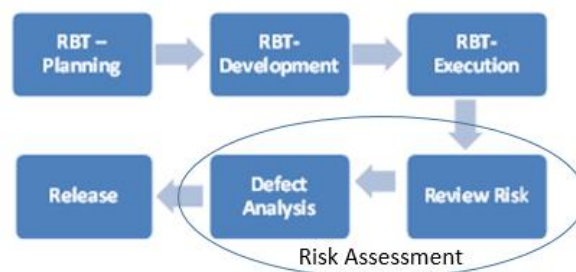 RBT –
Planning
RBT-
Development
RBT-
Execution
Release
Defect
Analysis
Review Risk
Risk Assessment